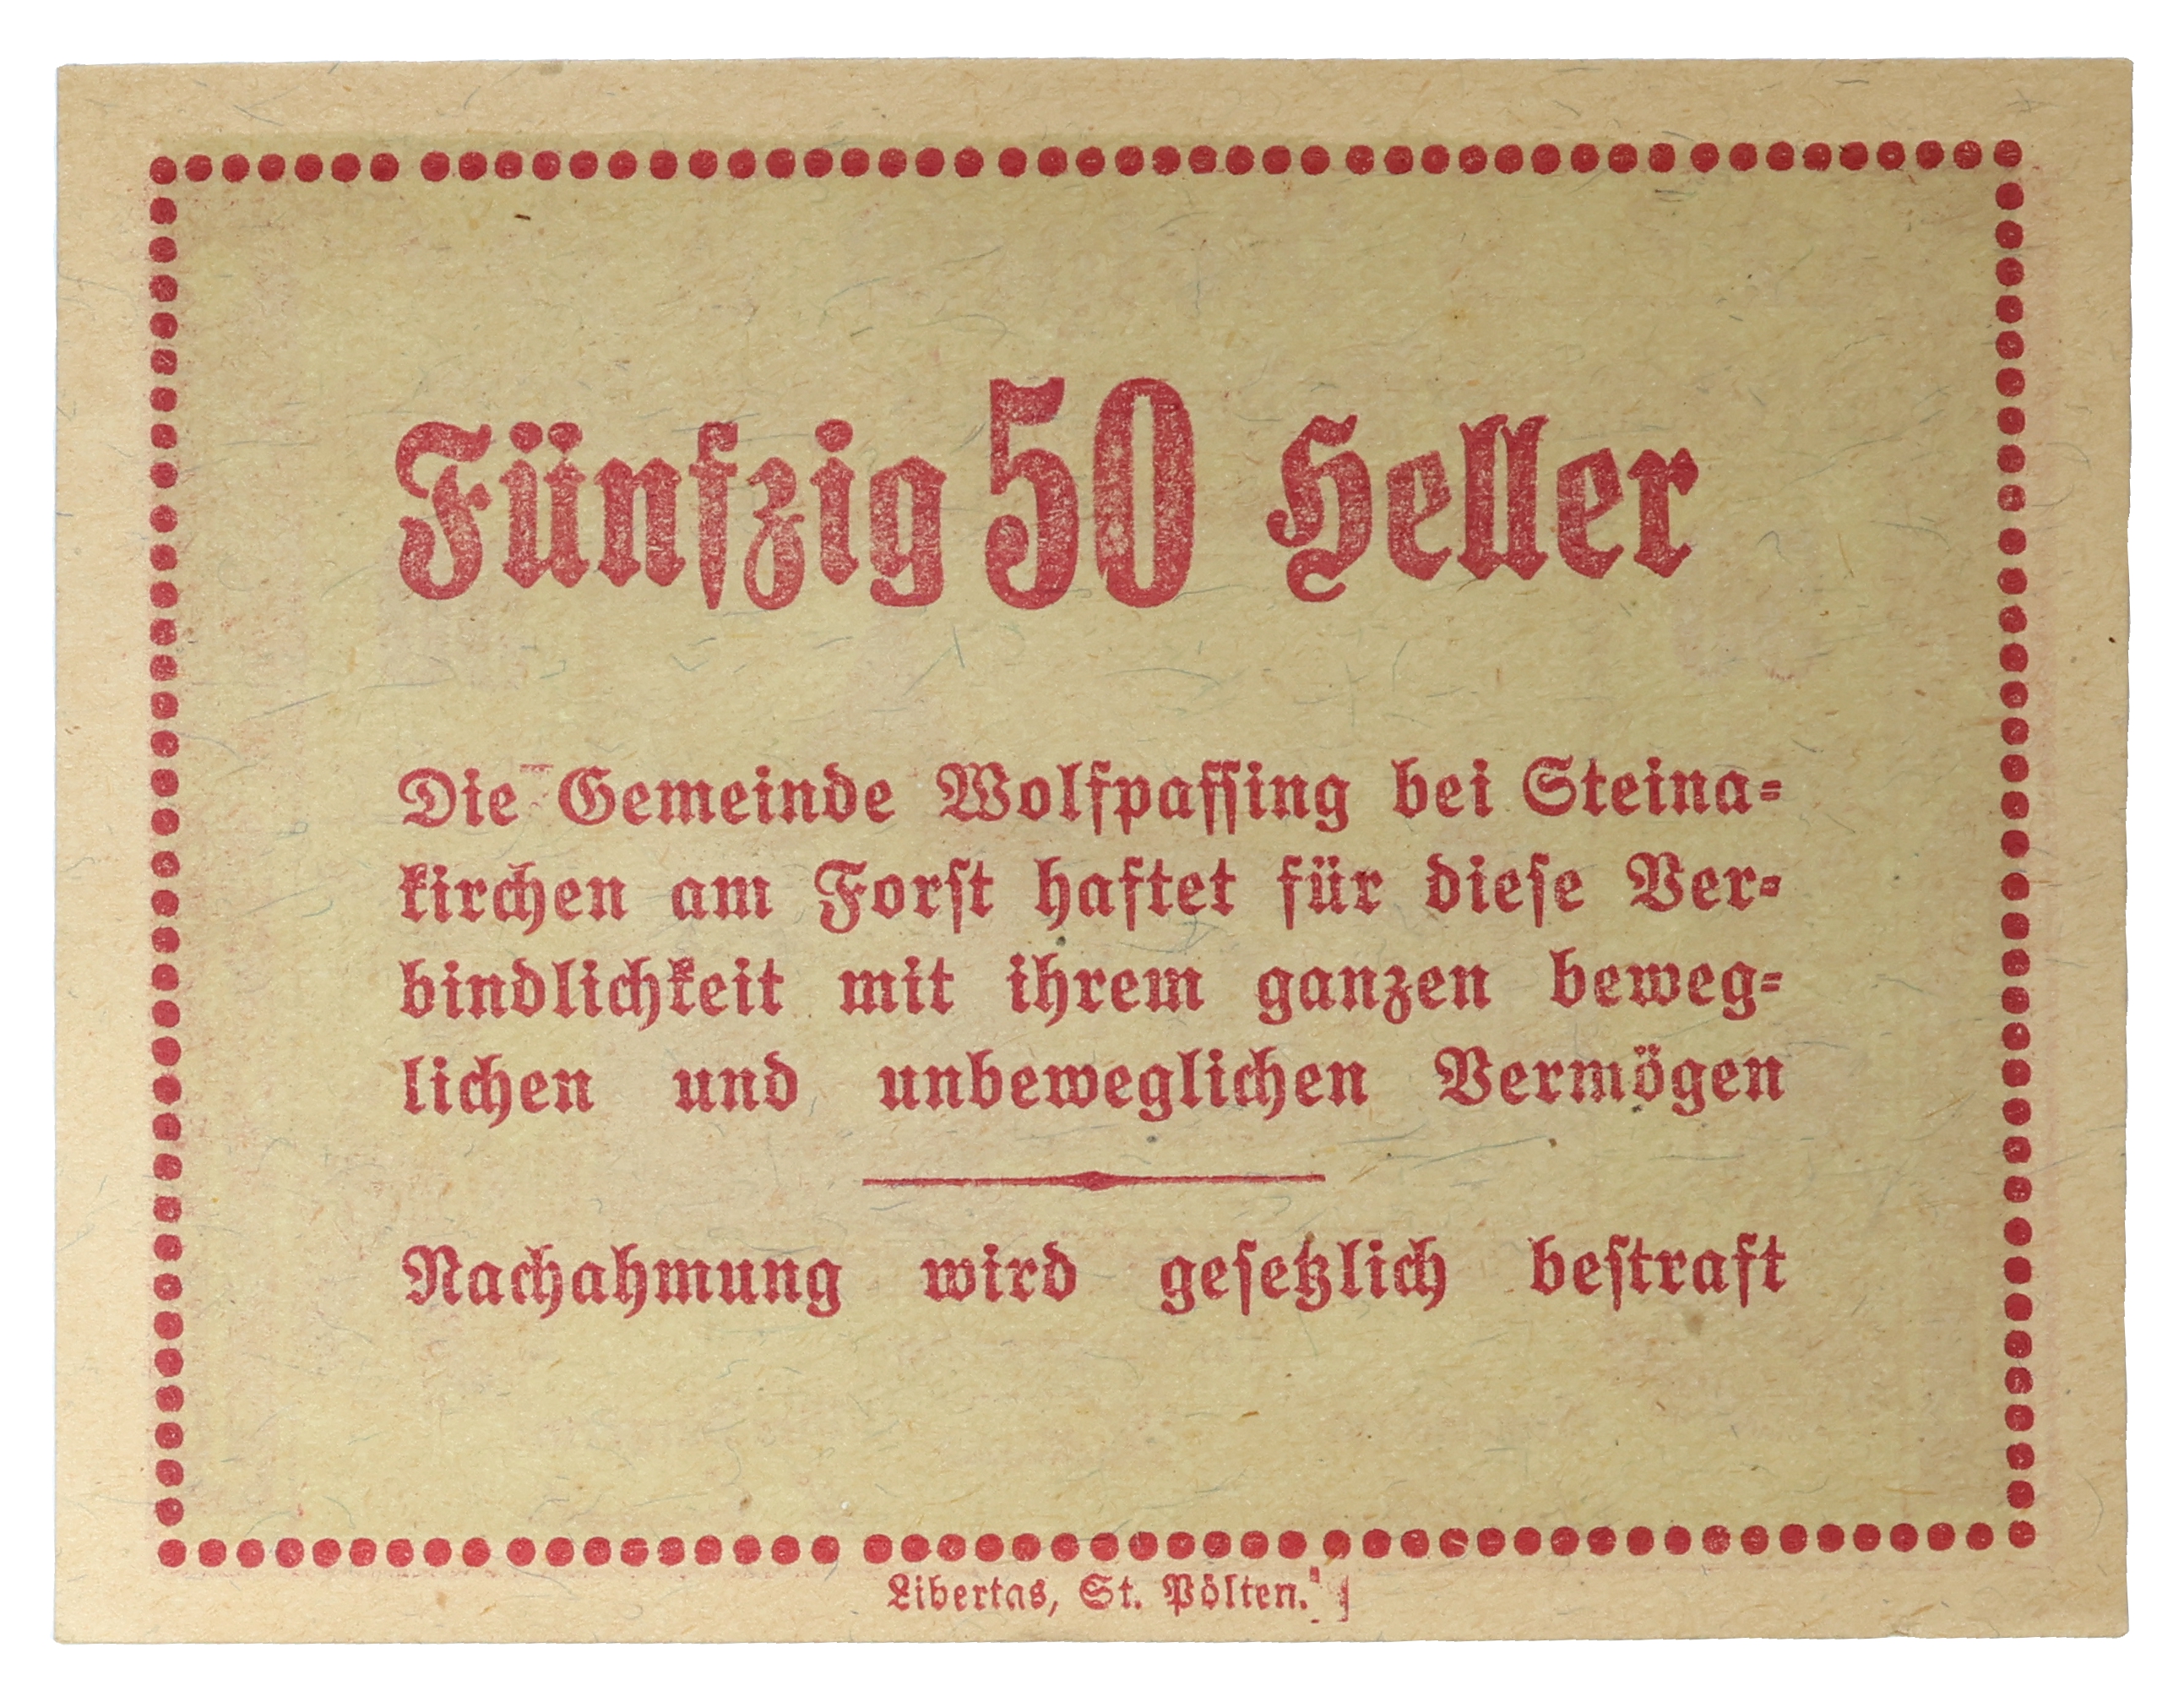 Fünfzig 50 Heller
Die Gemeinde Wolfpassing bei Steina=
kirchen am Forst haftet für diese Ver=
bindlichkeit mit ihrem ganzen beweg=
lichen und unbeweglichen Vermögen
Nachahmung wird gesetzlich bestraft
Libertas, St. Pölten.